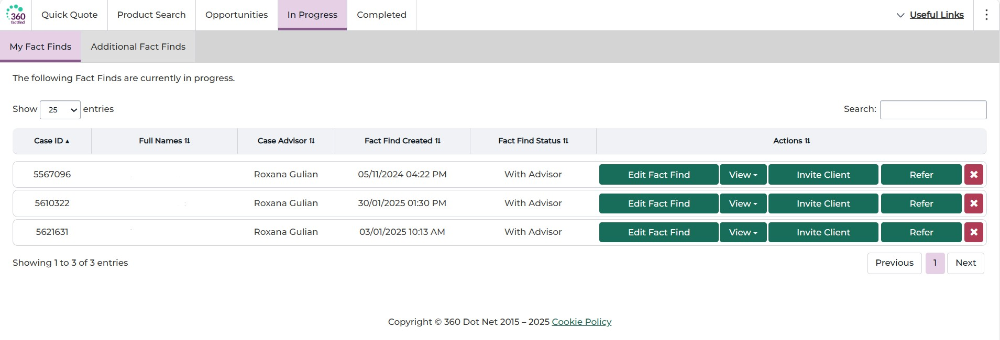 360
factfind
Quick Quote
Product Search
Opportunities
In Progress
Completed
Useful Links
My Fact Finds
Additional Fact Finds
The following Fact Finds are currently in progress.
Show 25 entries
Search:
Case ID Full Names Case Advisor Fact Find Created Fact Find Status Actions
5567096 Roxana Gulian 05/11/2024 04:22 PM With Advisor Edit Fact Find View Invite Client Refer
5610322 Roxana Gulian 30/01/2025 01:30 PM With Advisor Edit Fact Find View Invite Client Refer
5621631 Roxana Gulian 03/01/2025 10:13 AM With Advisor Edit Fact Find View Invite Client Refer
Showing 1 to 3 of 3 entries
Previous 1 Next
Copyright © 360 Dot Net 2015 – 2025 Cookie Policy